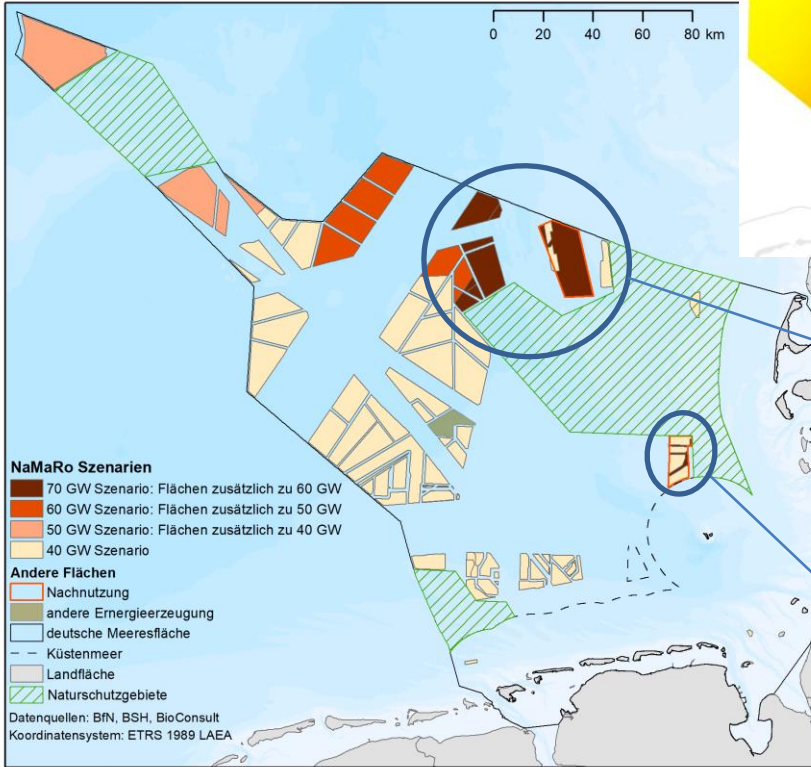 0 20 40 60 80 km
NaMaRo Szenarien
70 GW Szenario: Flächen zusätzlich zu 60 GW
60 GW Szenario: Flächen zusätzlich zu 50 GW
50 GW Szenario: Flächen zusätzlich zu 40 GW
40 GW Szenario
Andere Flächen
Nachnutzung
andere Ernergieerzeugung
deutsche Meeresfläche
Küstenmeer
Landfläche
Naturschutzgebiete
Datenquellen: BfN, BSH, BioConsult
Koordinatensystem: ETRS 1989 LAEA